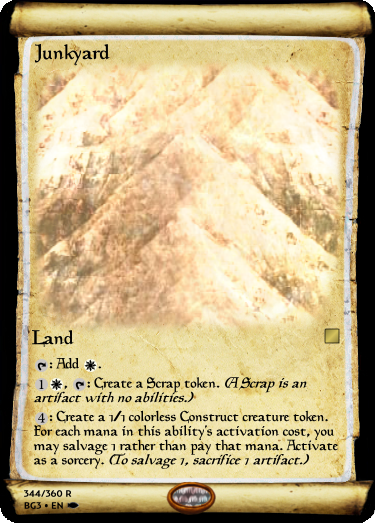 Junkyard
Land
: Add .
1 , : Create a Scrap token. (A Scrap is an
artifact with no abilities.)
4 : Create a 1/1 colorless Construct creature token.
For each mana in this ability's activation cost, you
may salvage 1 rather than pay that mana. Activate
as a sorcery. (To salvage 1, sacrifice 1 artifact.)
344/360 R
BG3 • EN